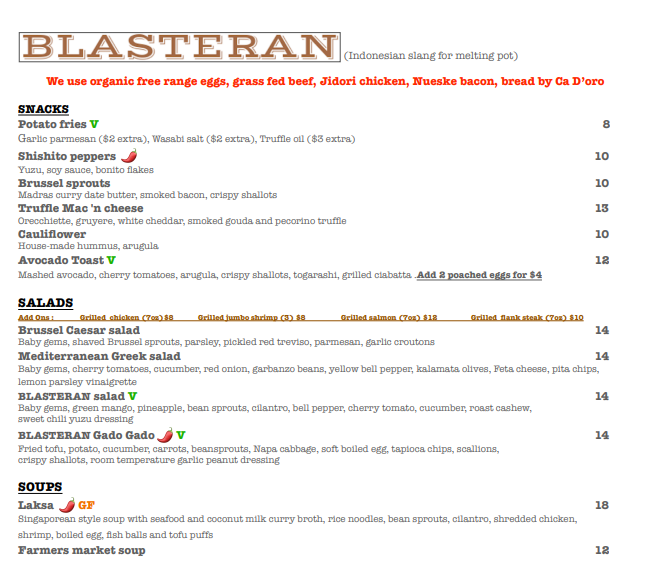 BLASTERAN (Indonesian slang for melting pot)
We use organic free range eggs, grass fed beef, Jidori chicken, Nueske bacon, bread by Ca D'oro
SNACKS
Potato fries V 8
Garlic parmesan ($2 extra), Wasabi salt ($2 extra), Truffle oil ($3 extra)
Shishito peppers 10
Yuzu, soy sauce, bonito flakes
Brussel sprouts 10
Madras curry date butter, smoked bacon, crispy shallots
Truffle Mac 'n cheese 13
Orecchiette, gruyere, white cheddar, smoked gouda and pecorino truffle
Cauliflower 10
House-made hummus, arugula
Avocado Toast V 12
Mashed avocado, cherry tomatoes, arugula, crispy shallots, togarashi, grilled ciabatta .Add 2 poached eggs for $4
SALADS
Add Ons : Grilled chicken (7oz) $8 Grilled jumbo shrimp (3) $8 Grilled salmon (7oz) $12 Grilled flank steak (7oz) $10
Brussel Caesar salad 14
Baby gems, shaved Brussel sprouts, parsley, pickled red treviso, parmesan, garlic croutons
Mediterranean Greek salad 14
Baby gems, cherry tomatoes, cucumber, red onion, garbanzo beans, yellow bell pepper, kalamata olives, Feta cheese, pita chips,
lemon parsley vinaigrette
BLASTERAN salad V 14
Baby gems, green mango, pineapple, bean sprouts, cilantro, bell pepper, cherry tomato, cucumber, roast cashew,
sweet chili yuzu dressing
BLASTERAN Gado Gado V 14
Fried tofu, potato, cucumber, carrots, beansprouts, Napa cabbage, soft boiled egg, tapioca chips, scallions,
crispy shallots, room temperature garlic peanut dressing
SOUPS
Laksa GF 18
Singaporean style soup with seafood and coconut milk curry broth, rice noodles, bean sprouts, cilantro, shredded chicken,
shrimp, boiled egg, fish balls and tofu puffs
Farmers market soup 12